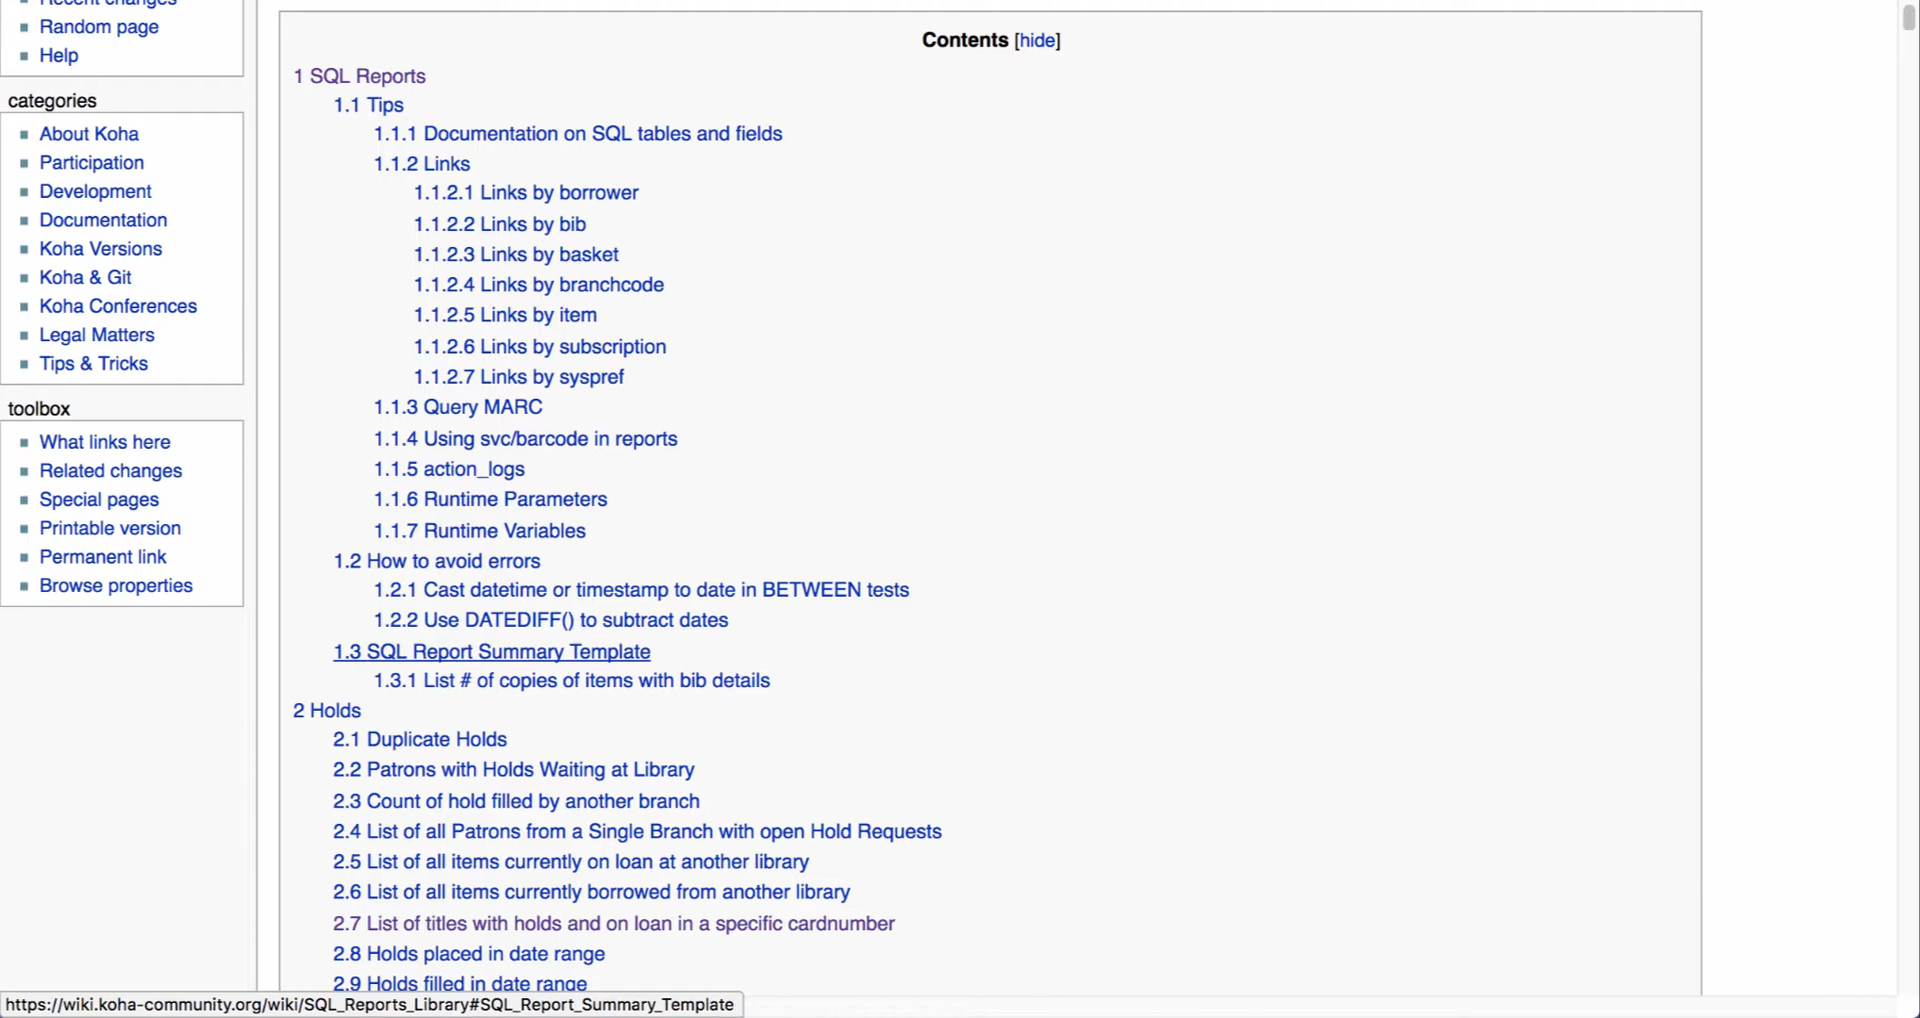 Recent changes
Random page
Help
categories
About Koha
Participation
Development
Documentation
Koha Versions
Koha & Git
Koha Conferences
Legal Matters
Tips & Tricks
toolbox
What links here
Related changes
Special pages
Printable version
Permanent link
Browse properties
Contents [hide]
1 SQL Reports
1.1 Tips
1.1.1 Documentation on SQL tables and fields
1.1.2 Links
1.1.2.1 Links by borrower
1.1.2.2 Links by bib
1.1.2.3 Links by basket
1.1.2.4 Links by branchcode
1.1.2.5 Links by item
1.1.2.6 Links by subscription
1.1.2.7 Links by syspref
1.1.3 Query MARC
1.1.4 Using svc/barcode in reports
1.1.5 action_logs
1.1.6 Runtime Parameters
1.1.7 Runtime Variables
1.2 How to avoid errors
1.2.1 Cast datetime or timestamp to date in BETWEEN tests
1.2.2 Use DATEDIFF() to subtract dates
1.3 SQL Report Summary Template
1.3.1 List # of copies of items with bib details
2 Holds
2.1 Duplicate Holds
2.2 Patrons with Holds Waiting at Library
2.3 Count of hold filled by another branch
2.4 List of all Patrons from a Single Branch with open Hold Requests
2.5 List of all items currently on loan at another library
2.6 List of all items currently borrowed from another library
2.7 List of titles with holds and on loan in a specific cardnumber
2.8 Holds placed in date range
2.9 Holds filled in date range
https://wiki.koha-community.org/wiki/SQL_Reports_Library#SQL_Report_Summary_Template